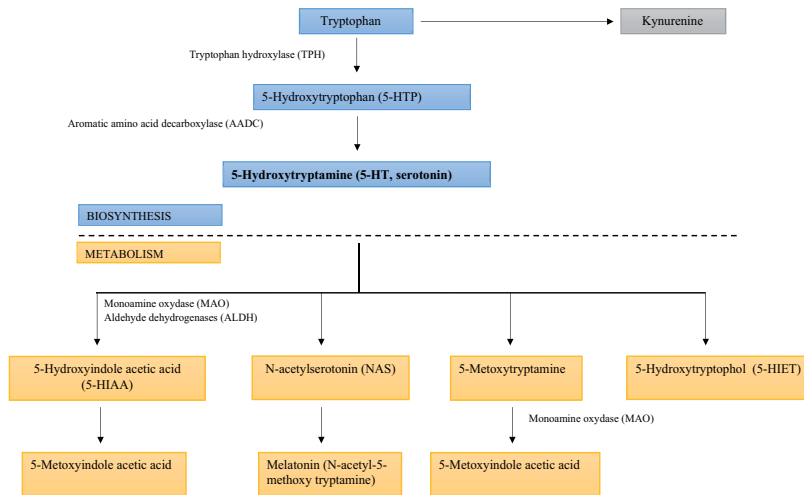 Tryptophan
Kynurenine
Tryptophan hydroxylase (TPH)
5-Hydroxytryptophan (5-HTP)
Aromatic amino acid decarboxylase (AADC)
5-Hydroxytryptamine (5-HT, serotonin)
BIOSYNTHESIS
METABOLISM
Monoamine oxydase (MAO)
Aldehyde dehydrogenases (ALDH)
5-Hydroxyindole acetic acid
(5-HIAA)
N-acetylserotonin (NAS)
5-Metoxytryptamine
5-Hydroxytryptophol (5-HIET)
Monoamine oxydase (MAO)
5-Metoxyindole acetic acid
Melatonin (N-acetyl-5-
methoxy tryptamine)
5-Metoxyindole acetic acid